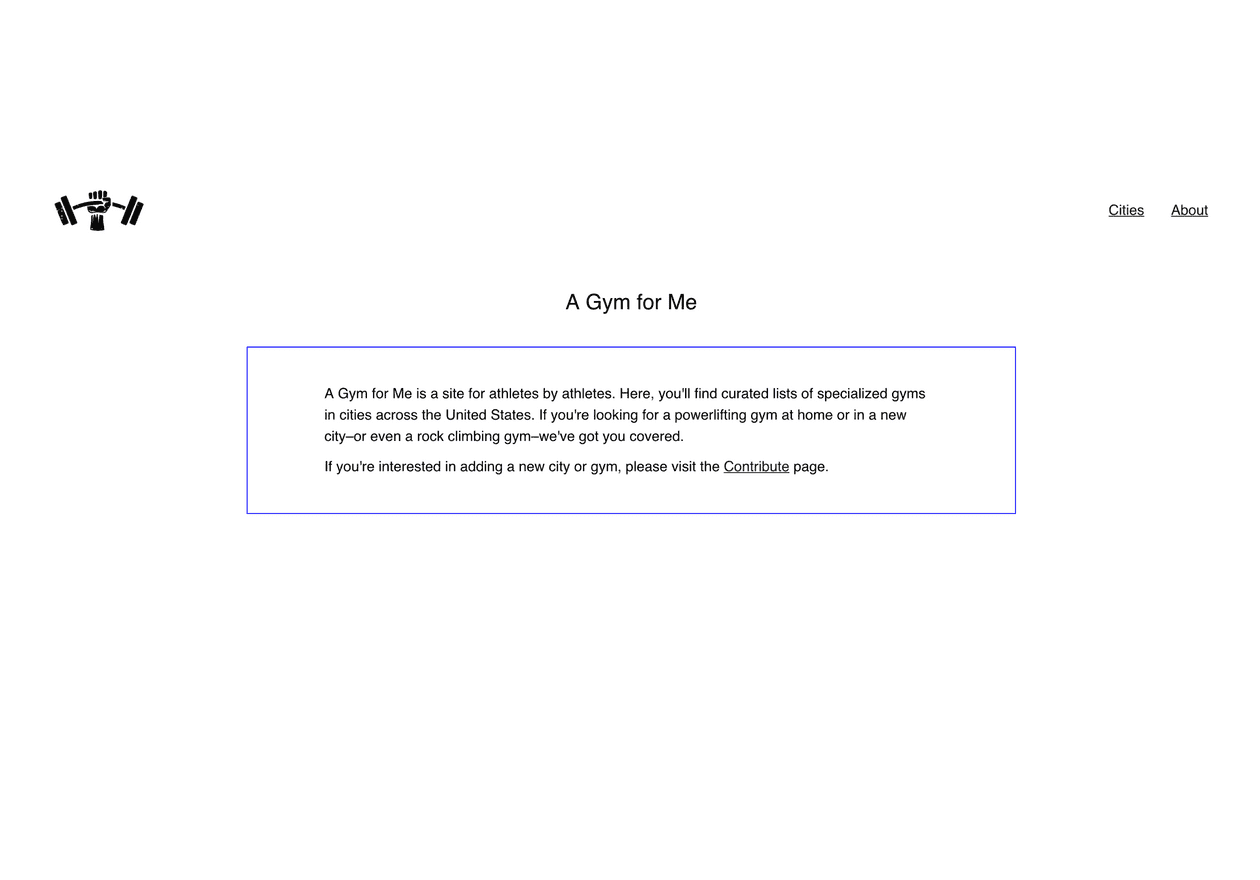 Cities About
A Gym for Me
A Gym for Me is a site for athletes by athletes. Here, you'll find curated lists of specialized gyms
in cities across the United States. If you're looking for a powerlifting gym at home or in a new
city–or even a rock climbing gym–we've got you covered.
If you're interested in adding a new city or gym, please visit the Contribute page.